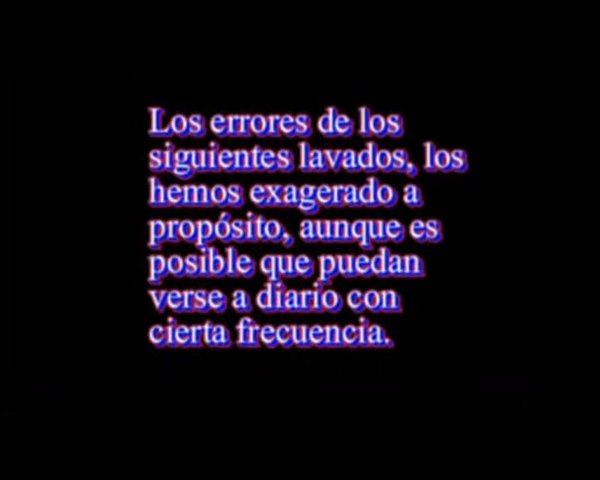 Los errores de los
siguientes lavados, los
hemos exagerado a
propósito, aunque es
posible que puedan
verse a diario con
cierta frecuencia.